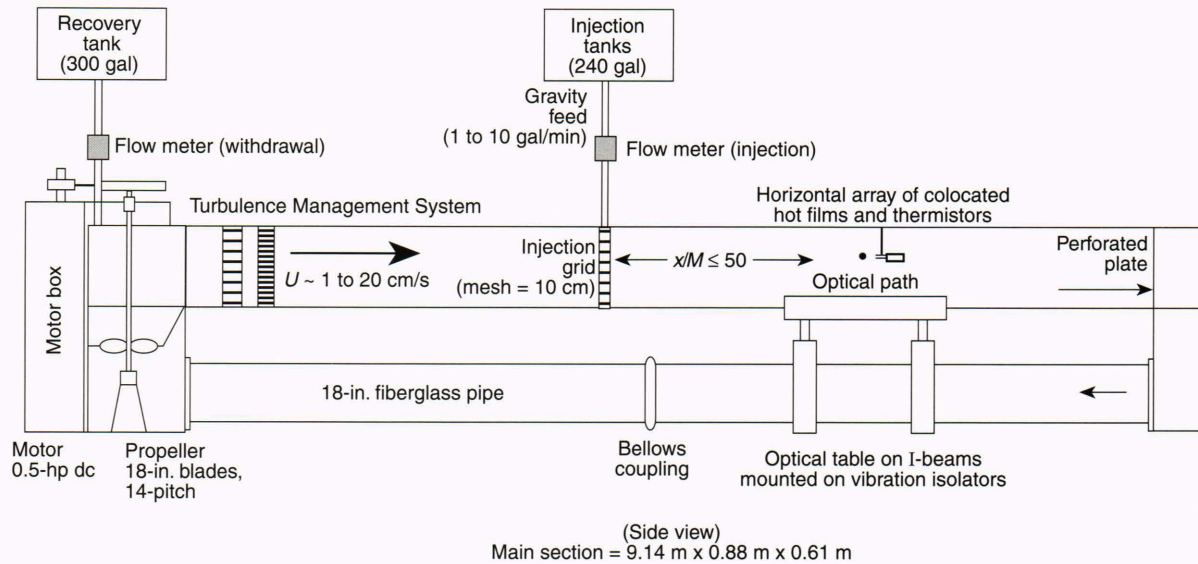 Recovery
tank
(300 gal)
Injection
tanks
(240 gal)
Gravity
feed
(1 to 10 gal/min)
Flow meter (withdrawal)
Flow meter (injection)
Turbulence Management System
Horizontal array of colocated
hot films and thermistors
Motor box
U ~ 1 to 20 cm/s
Injection
grid
(mesh = 10 cm)
x/M ≤ 50
Optical path
Perforated
plate
18-in. fiberglass pipe
Motor
0.5-hp dc
Propeller
18-in. blades,
14-pitch
Bellows
coupling
Optical table on I-beams
mounted on vibration isolators
(Side view)
Main section = 9.14 m x 0.88 m x 0.61 m